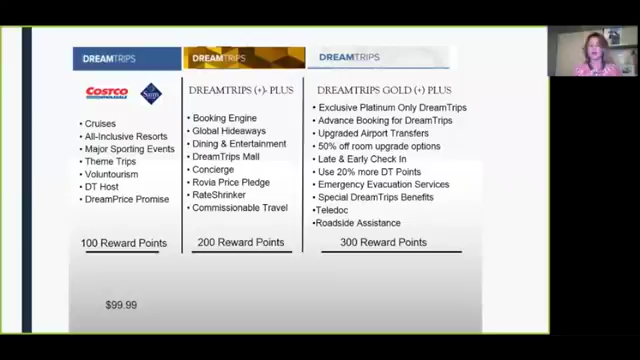 DREAMTRIPS
COSTCO
WHOLESALE
Sam's
• Cruises
• All-Inclusive Resorts
• Major Sporting Events
• Theme Trips
• Voluntourism
• DT Host
• DreamPrice Promise
100 Reward Points
$99.99
DREAMTRIPS
DREAMTRIPS (+)- PLUS
• Booking Engine
• Global Hideaways
• Dining & Entertainment
• DreamTrips Mall
• Concierge
• Rovia Price Pledge
• RateShrinker
• Commissionable Travel
200 Reward Points
DREAMTRIPS
DREAMTRIPS GOLD (+) PLUS
• Exclusive Platinum Only DreamTrips
• Advance Booking for DreamTrips
• Upgraded Airport Transfers
• 50% off room upgrade options
• Late & Early Check In
• Use 20% more DT Points
• Emergency Evacuation Services
• Special DreamTrips Benefits
•Teledoc
•Roadside Assistance
300 Reward Points